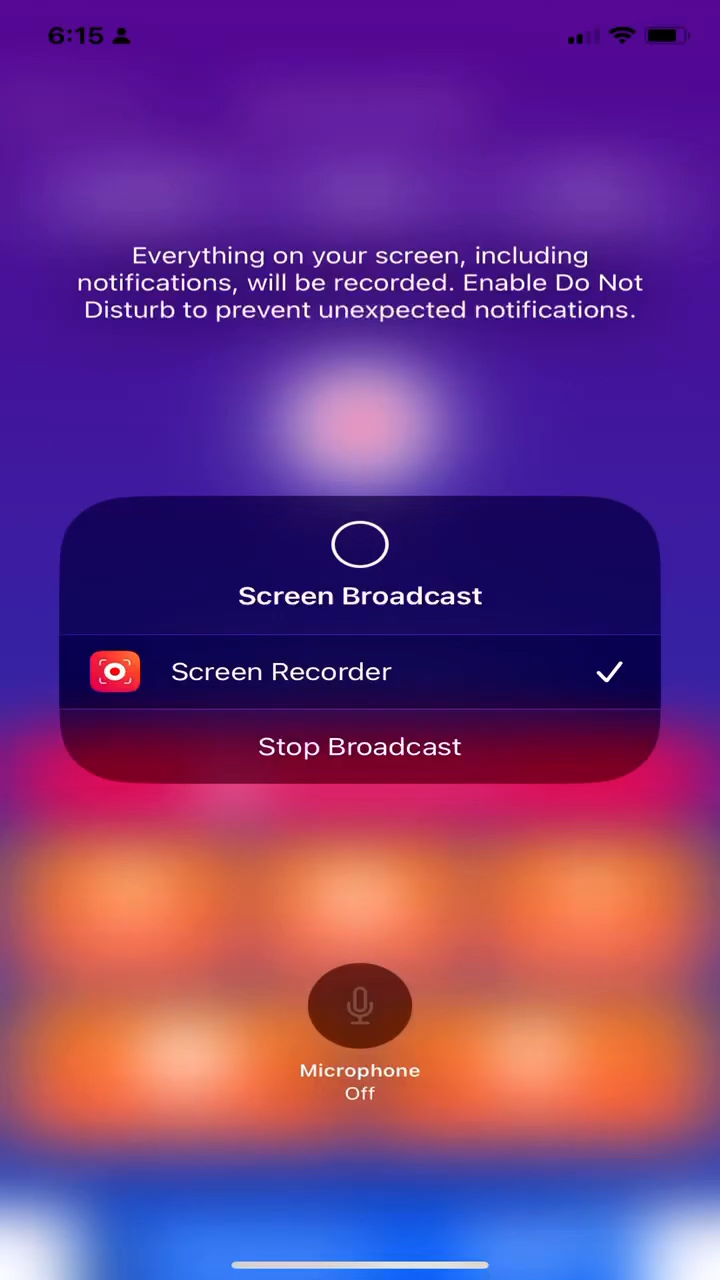 6:15
Everything on your screen, including
notifications, will be recorded. Enable Do Not
Disturb to prevent unexpected notifications.
Screen Broadcast
Screen Recorder
Stop Broadcast
Microphone
Off